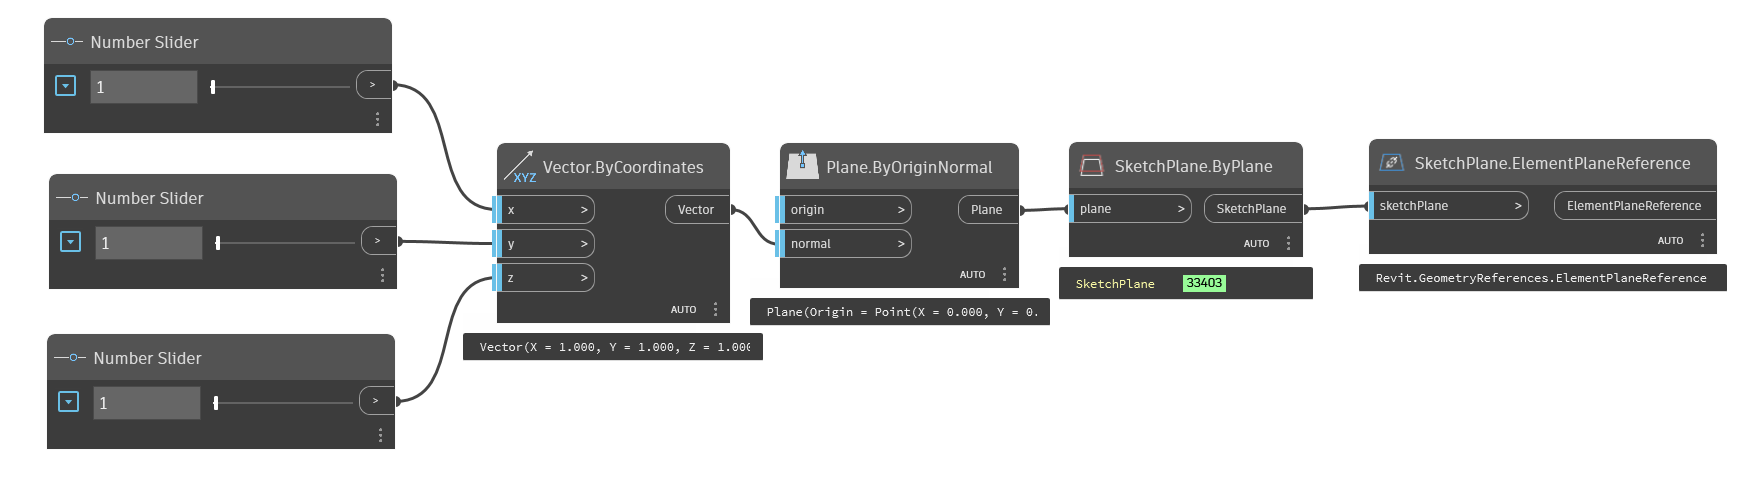 Number Slider
1
>
Number Slider
1
>
Number Slider
1
>
XYZ Vector.ByCoordinates
x > Vector
y >
z >
AUTO
Vector(X = 1.000, Y = 1.000, Z = 1.000
Plane.ByOriginNormal
origin > Plane
normal >
AUTO
Plane(Origin = Point(X = 0.000, Y = 0.
SketchPlane.ByPlane
plane > SketchPlane
AUTO
SketchPlane 33403
SketchPlane.ElementPlaneReference
sketchPlane > ElementPlaneReference
AUTO
Revit.GeometryReferences.ElementPlaneReference